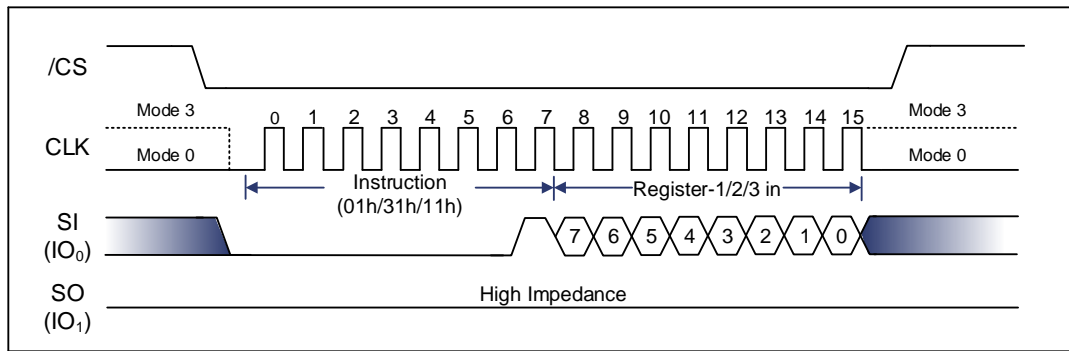 /CS
Mode 3
Mode 3
0 1 2 3 4 5 6 7 8 9 10 11 12 13 14 15
CLK
Mode 0
Mode 0
Instruction
(01h/31h/11h)
Register-1/2/3 in
SI
(IO₀)
7 6 5 4 3 2 1 0
SO
(IO₁)
High Impedance